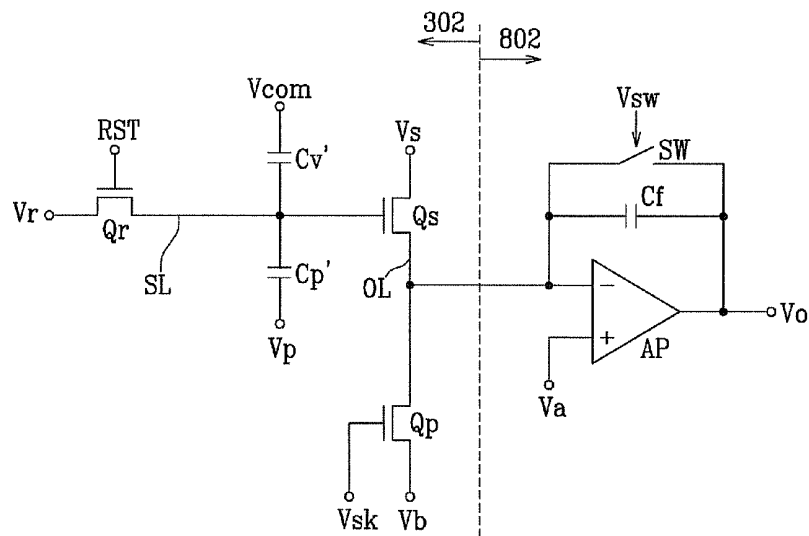 302
802
Vcom
Vsw
RST
Vs
SW
Cv'
Vr
Qr
Qs
Cf
SL
Cp'
OL
−
Vo
Vp
+
AP
Va
Qp
Vsk
Vb